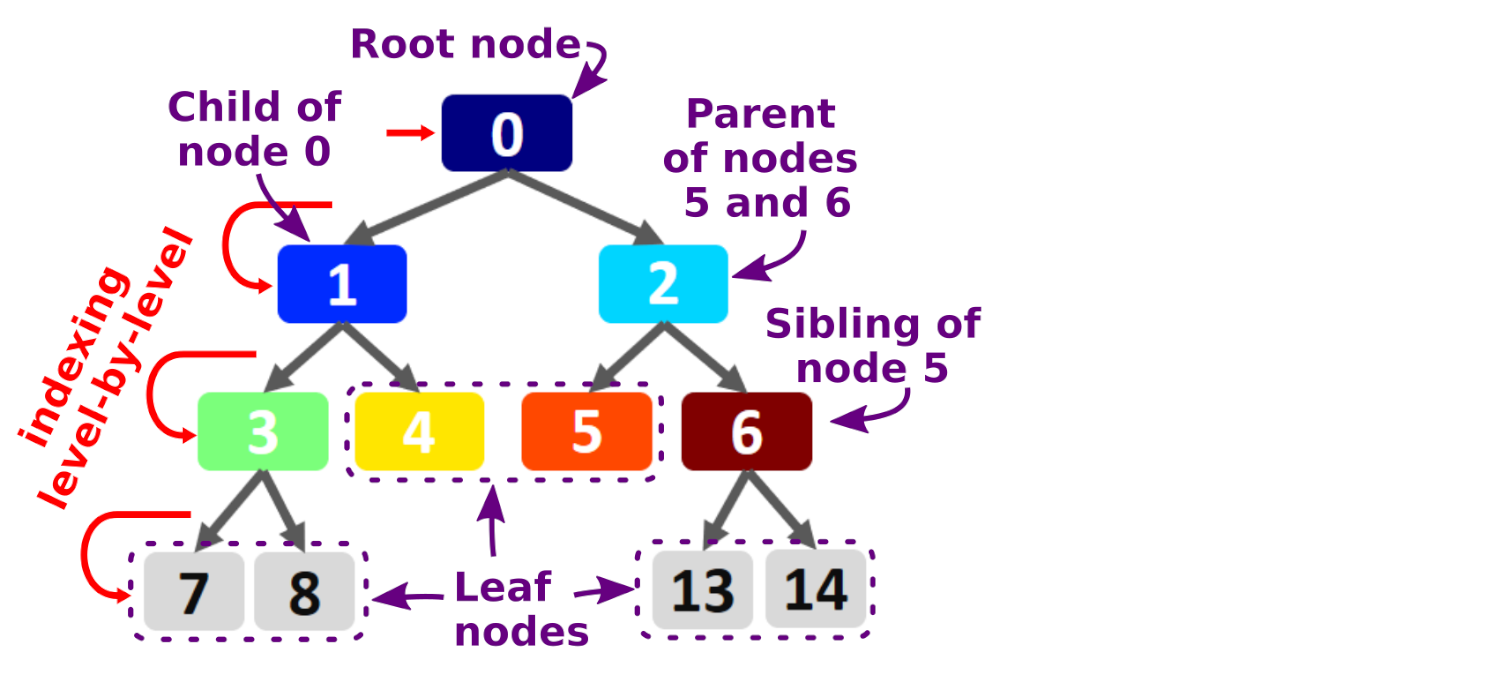 Root node
Child of
node 0
0
Parent
of nodes
5 and 6
indexing
level-by-level
1
2
Sibling of
node 5
3
4
5
6
7
8
Leaf
nodes
13
14